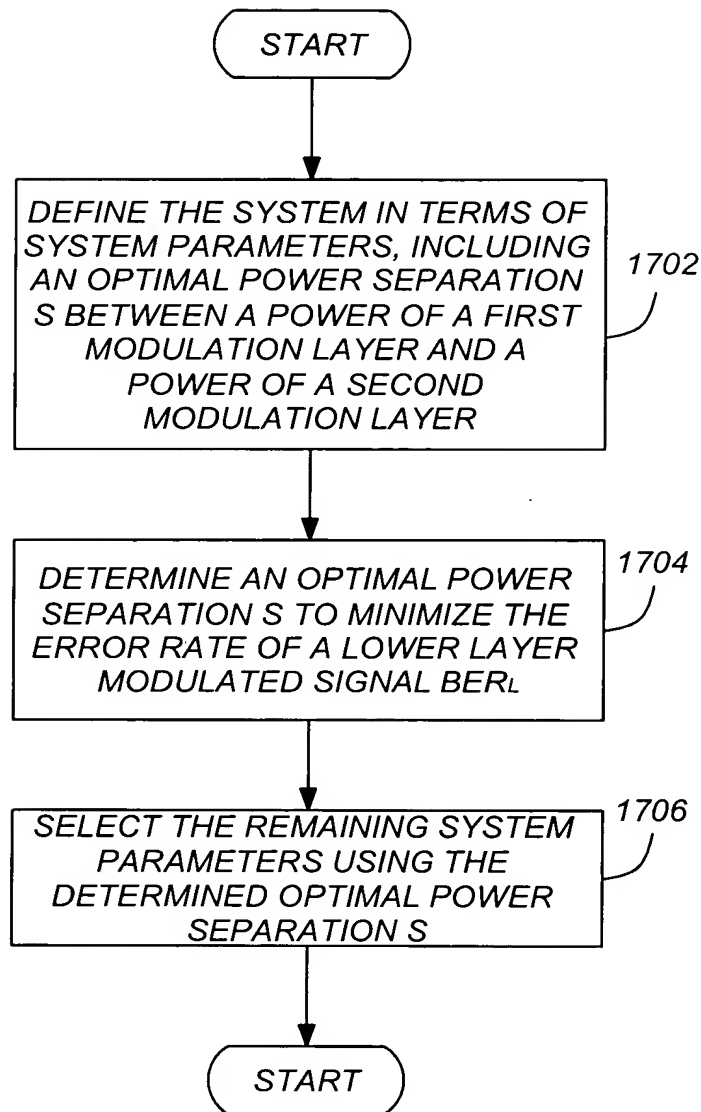 START
DEFINE THE SYSTEM IN TERMS OF
SYSTEM PARAMETERS, INCLUDING
AN OPTIMAL POWER SEPARATION
S BETWEEN A POWER OF A FIRST
MODULATION LAYER AND A
POWER OF A SECOND
MODULATION LAYER
1702
DETERMINE AN OPTIMAL POWER
SEPARATION S TO MINIMIZE THE
ERROR RATE OF A LOWER LAYER
MODULATED SIGNAL BERL
1704
SELECT THE REMAINING SYSTEM
PARAMETERS USING THE
DETERMINED OPTIMAL POWER
SEPARATION S
1706
START